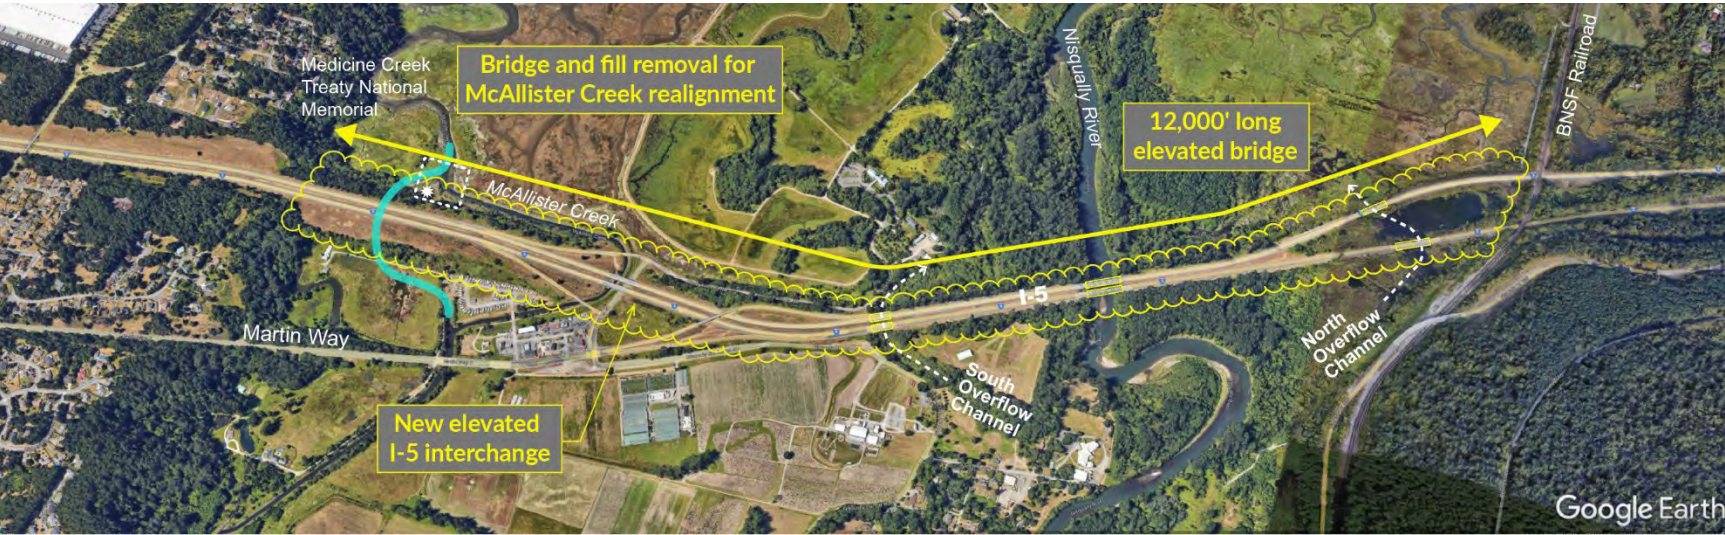 Medicine Creek
Treaty National
Memorial
Bridge and fill removal for
McAllister Creek realignment
Nisqually River
12,000' long
elevated bridge
BNSF Railroad
McAllister Creek
I-5
Martin Way
North
Overflow
Channel
South
Overflow
Channel
New elevated
I-5 interchange
Google Earth